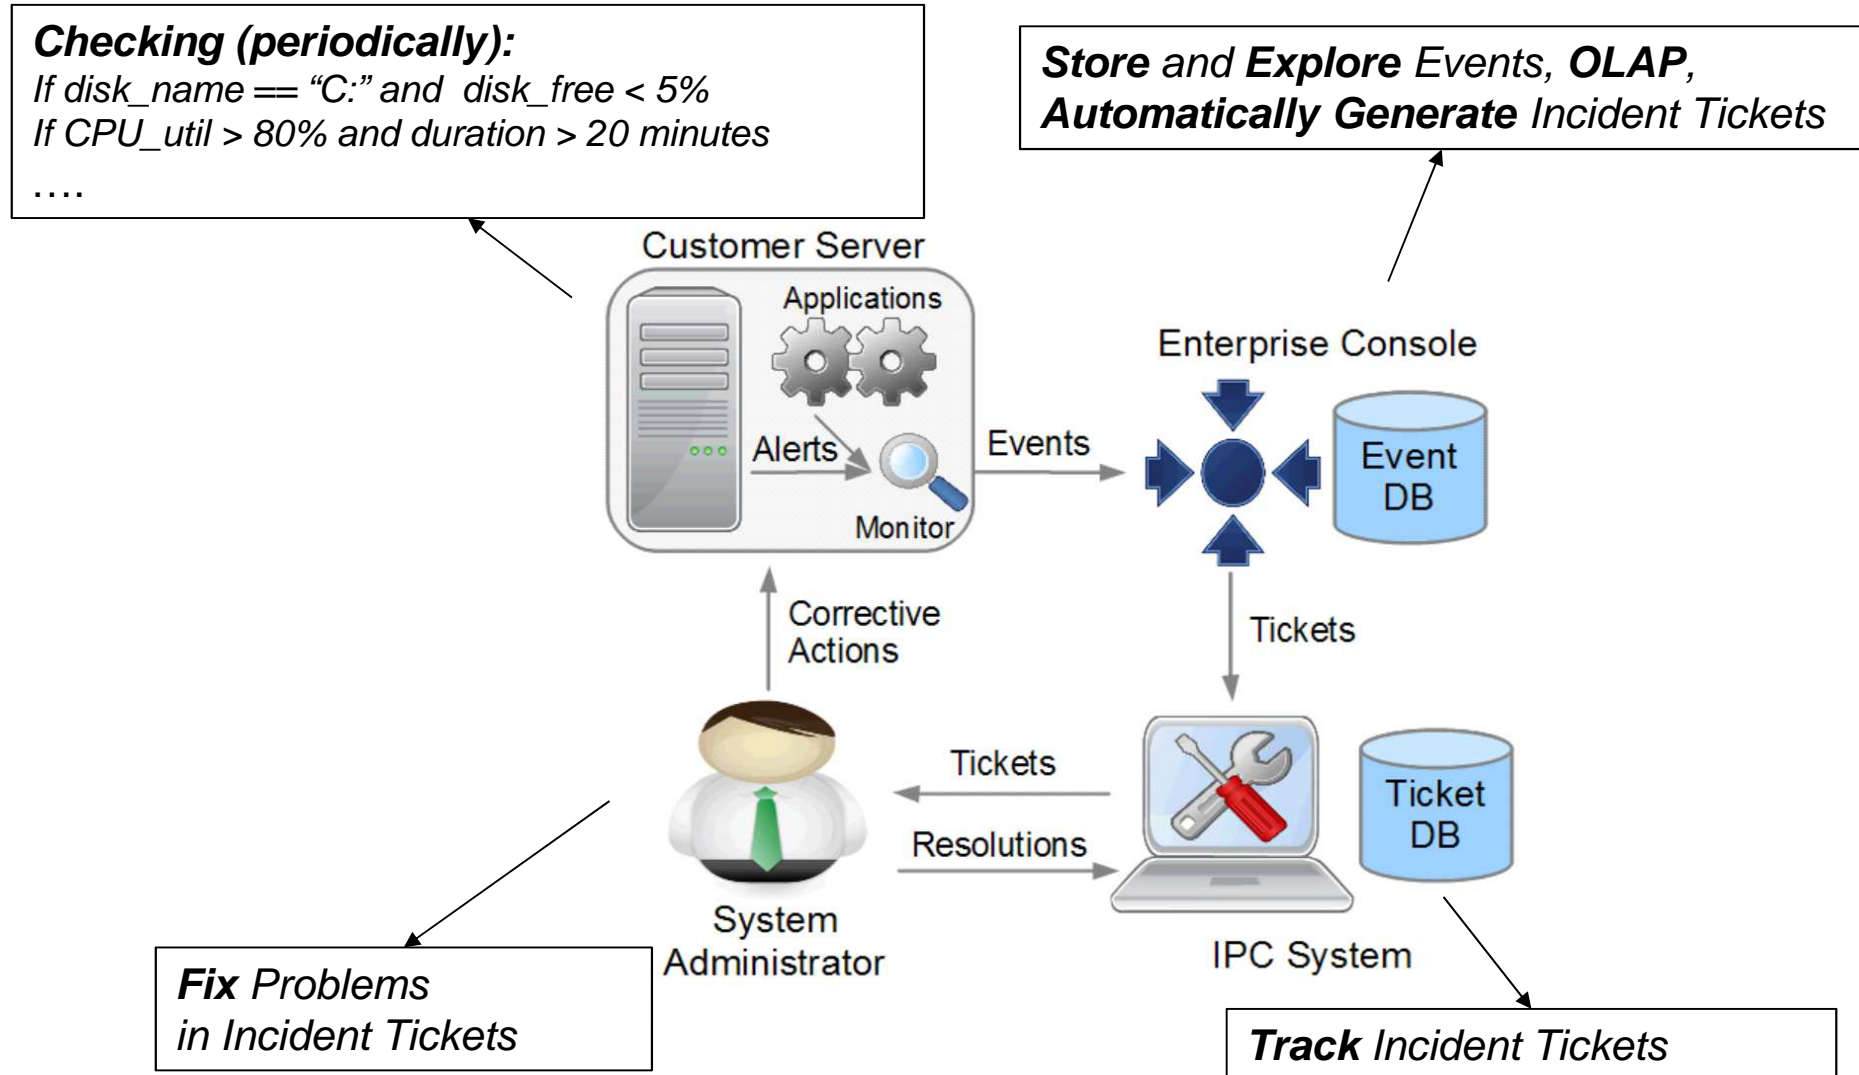 Checking (periodically):
If disk_name == “C:” and  disk_free < 5%
If CPU_util > 80% and duration > 20 minutes
….
Store and Explore Events, OLAP,
Automatically Generate Incident Tickets
Customer Server
Applications
Alerts
Monitor
Events
Enterprise Console
Event
DB
Corrective
Actions
Tickets
Tickets
Resolutions
Ticket
DB
System
Administrator
IPC System
Fix Problems
in Incident Tickets
Track Incident Tickets